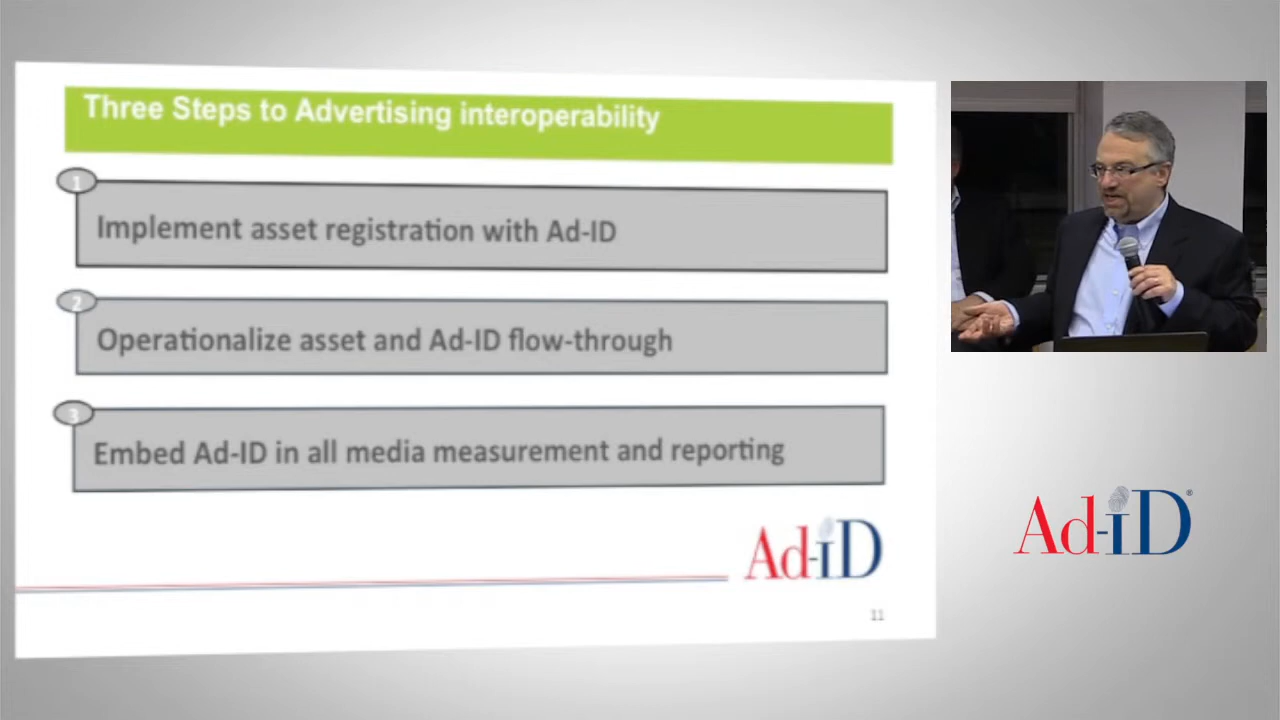 Three Steps to Advertising interoperability
1
Implement asset registration with Ad-ID
2
Operationalize asset and Ad-ID flow-through
3
Embed Ad-ID in all media measurement and reporting
Ad-iD
11
Ad-iD®